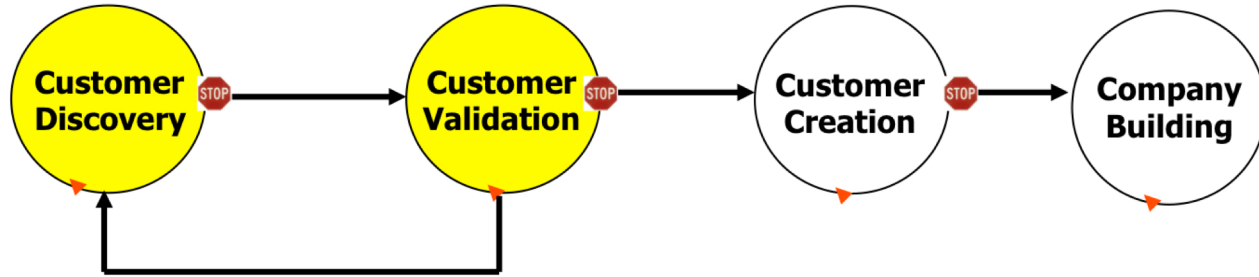 Customer
Discovery
STOP
Customer
Validation
STOP
Customer
Creation
STOP
Company
Building